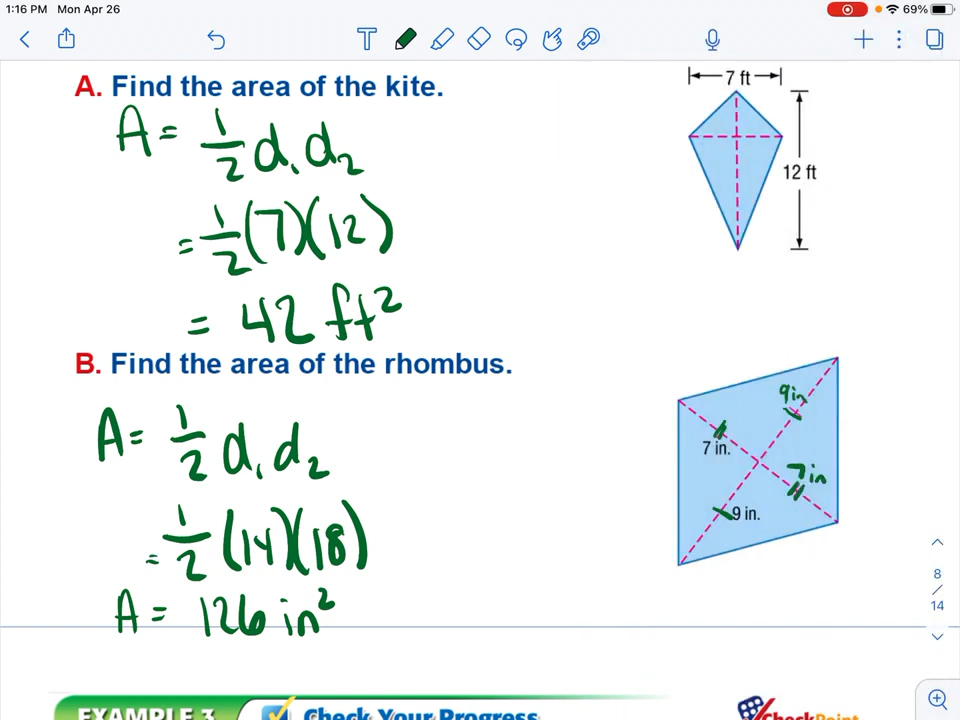 1:16 PM Mon Apr 26
69%
A. Find the area of the kite.
7 ft
12 ft
A = 1/2 d₁ d₂
= 1/2 (7)(12)
= 42 ft²
B. Find the area of the rhombus.
A = 1/2 d₁ d₂
= 1/2 (14)(18)
A = 126 in²
9in
7 in.
7in
9 in.
8
/
14
EXAMPLE 3 Check Your Progress
CheckPoint